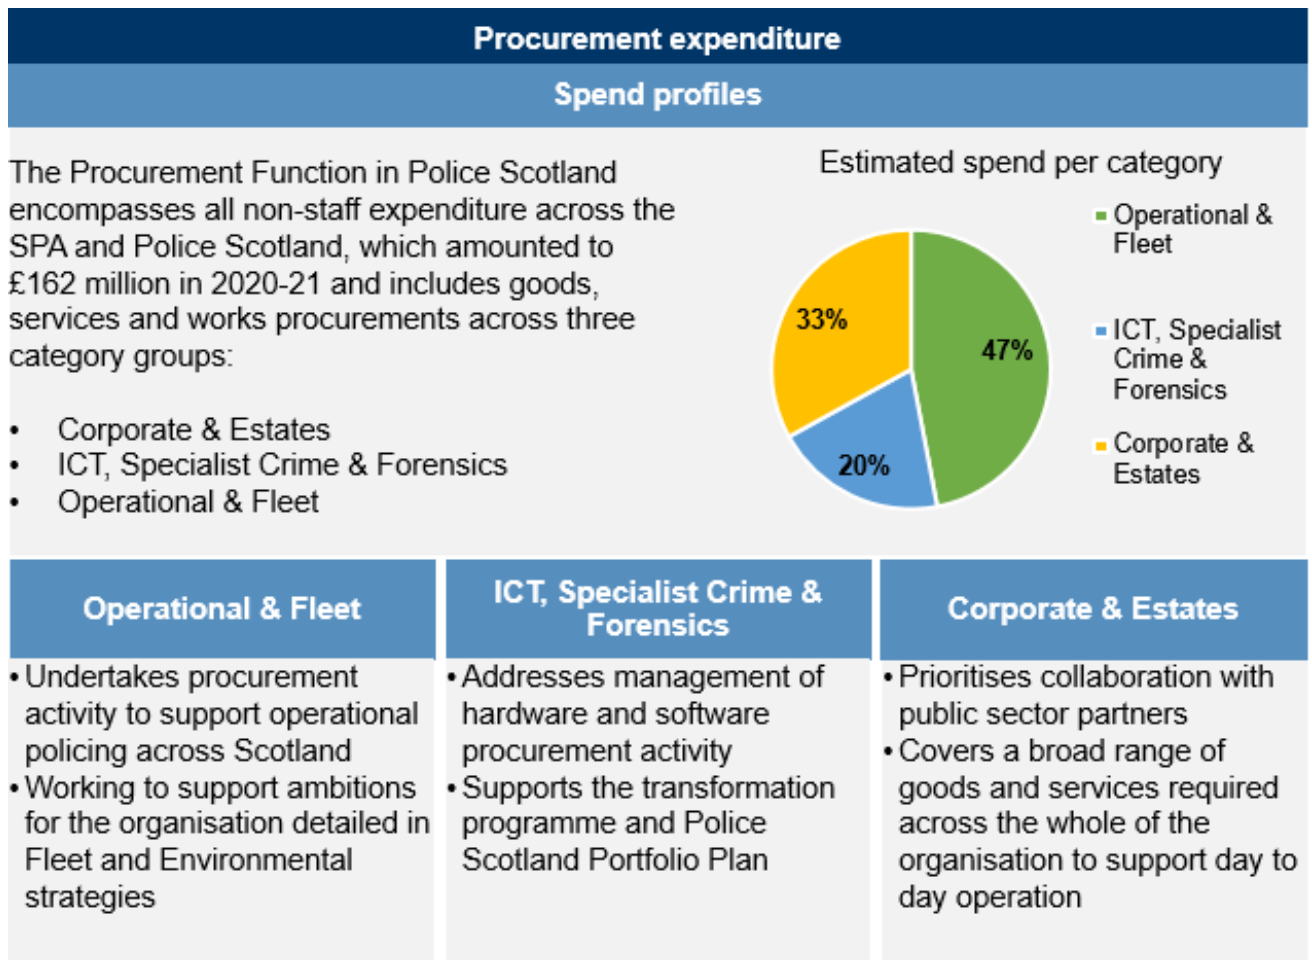 Procurement expenditure
Spend profiles
The Procurement Function in Police Scotland
encompasses all non-staff expenditure across the
SPA and Police Scotland, which amounted to
£162 million in 2020-21 and includes goods,
services and works procurements across three
category groups:
• Corporate & Estates
• ICT, Specialist Crime & Forensics
• Operational & Fleet
Estimated spend per category
33%
47%
20%
Operational &
Fleet
ICT, Specialist
Crime &
Forensics
Corporate &
Estates
Operational & Fleet
• Undertakes procurement
activity to support operational
policing across Scotland
• Working to support ambitions
for the organisation detailed in
Fleet and Environmental
strategies
ICT, Specialist Crime &
Forensics
• Addresses management of
hardware and software
procurement activity
• Supports the transformation
programme and Police
Scotland Portfolio Plan
Corporate & Estates
• Prioritises collaboration with
public sector partners
• Covers a broad range of
goods and services required
across the whole of the
organisation to support day to
day operation